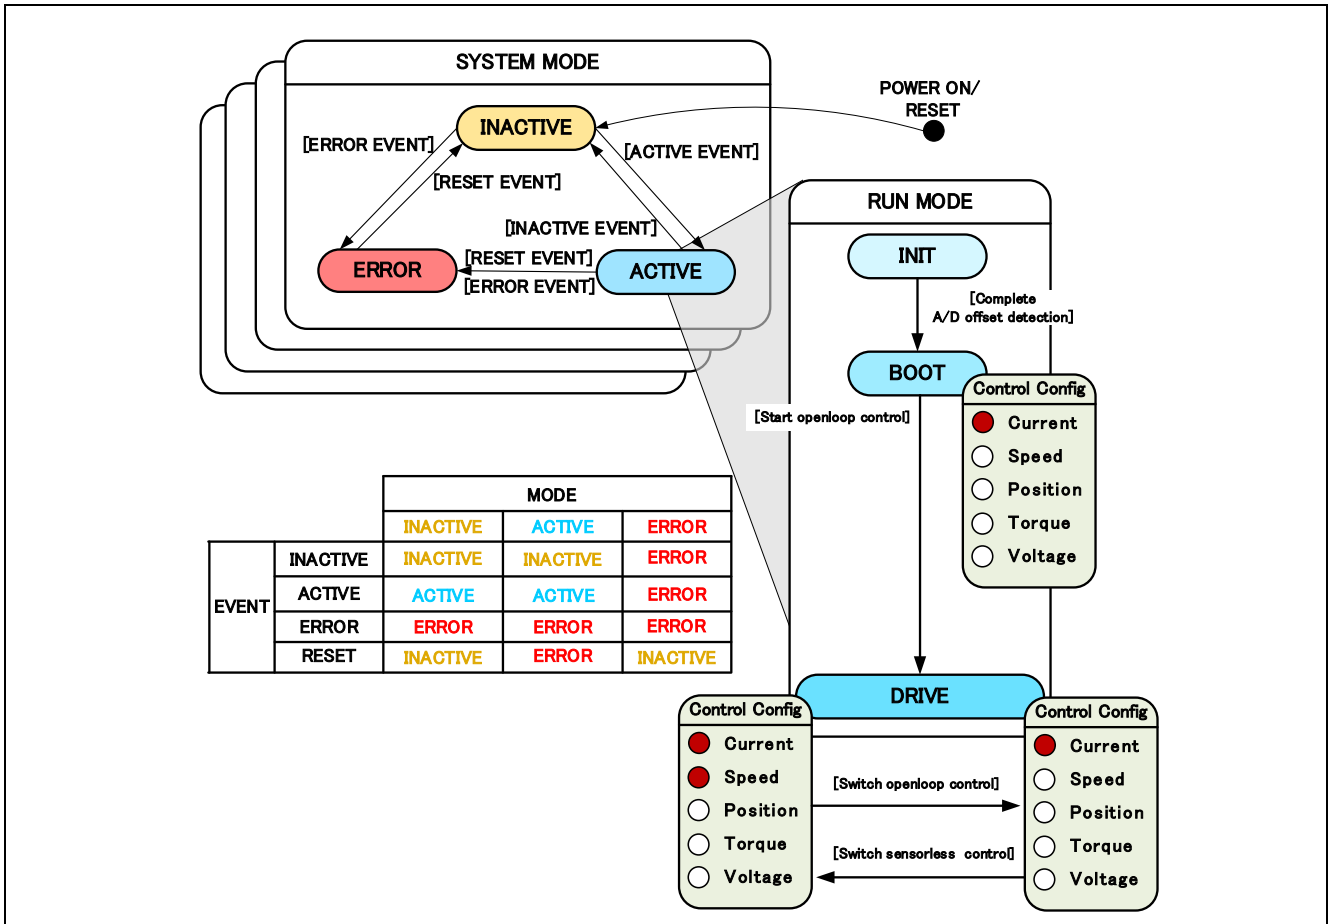 SYSTEM MODE
POWER ON/
RESET
INACTIVE
[ERROR EVENT]
[ACTIVE EVENT]
[RESET EVENT]
[INACTIVE EVENT]
[RESET EVENT]
ERROR
ACTIVE
[ERROR EVENT]
RUN MODE
INIT
[Complete
A/D offset detection]
BOOT
[Start openloop control]
Control Config
Current
Speed
Position
Torque
Voltage
MODE
INACTIVE ACTIVE ERROR
EVENT
INACTIVE INACTIVE INACTIVE ERROR
ACTIVE ACTIVE ACTIVE ERROR
ERROR ERROR ERROR ERROR
RESET INACTIVE ERROR INACTIVE
DRIVE
Control Config
Current
Speed
Position
Torque
Voltage
[Switch openloop control]
[Switch sensorless control]
Control Config
Current
Speed
Position
Torque
Voltage